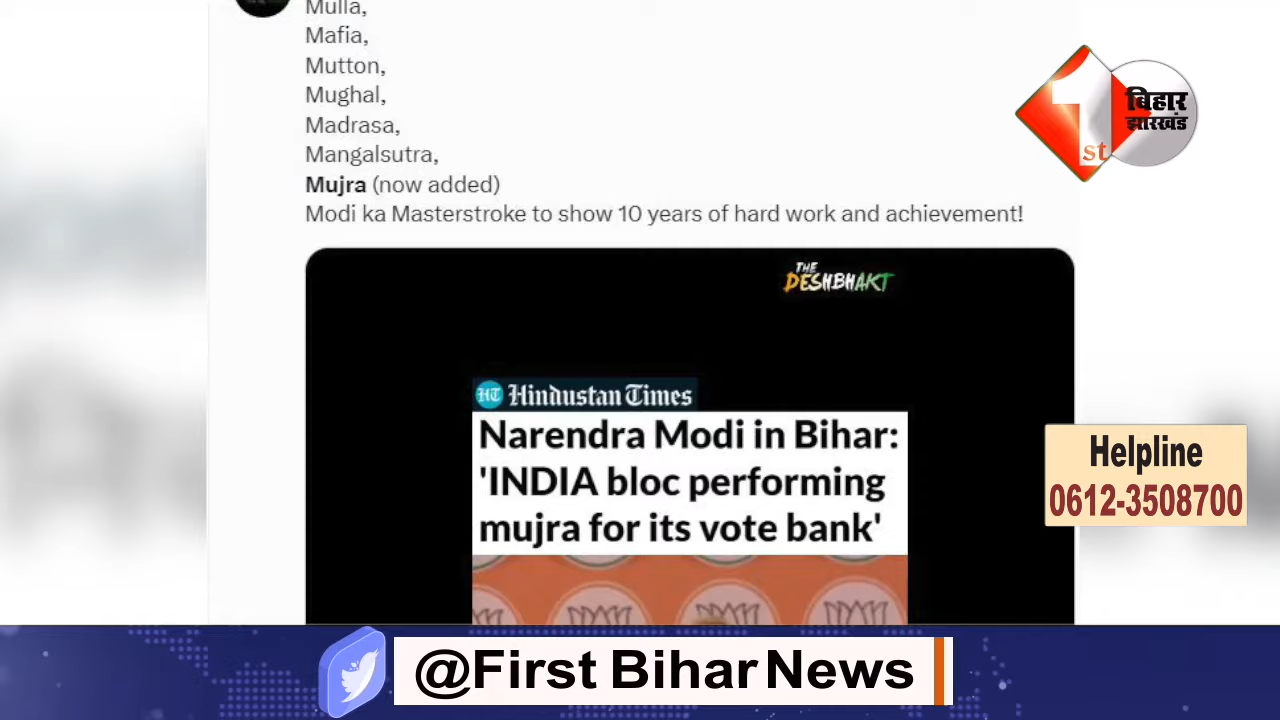 Mulla,
Mafia,
Mutton,
Mughal,
Madrasa,
Mangalsutra,
Mujra (now added)
Modi ka Masterstroke to show 10 years of hard work and achievement!
1st
बिहार
झारखंड
THE
DESHBHAKT
HT Hindustan Times
Narendra Modi in Bihar:
'INDIA bloc performing
mujra for its vote bank'
Helpline
0612-3508700
@First Bihar News